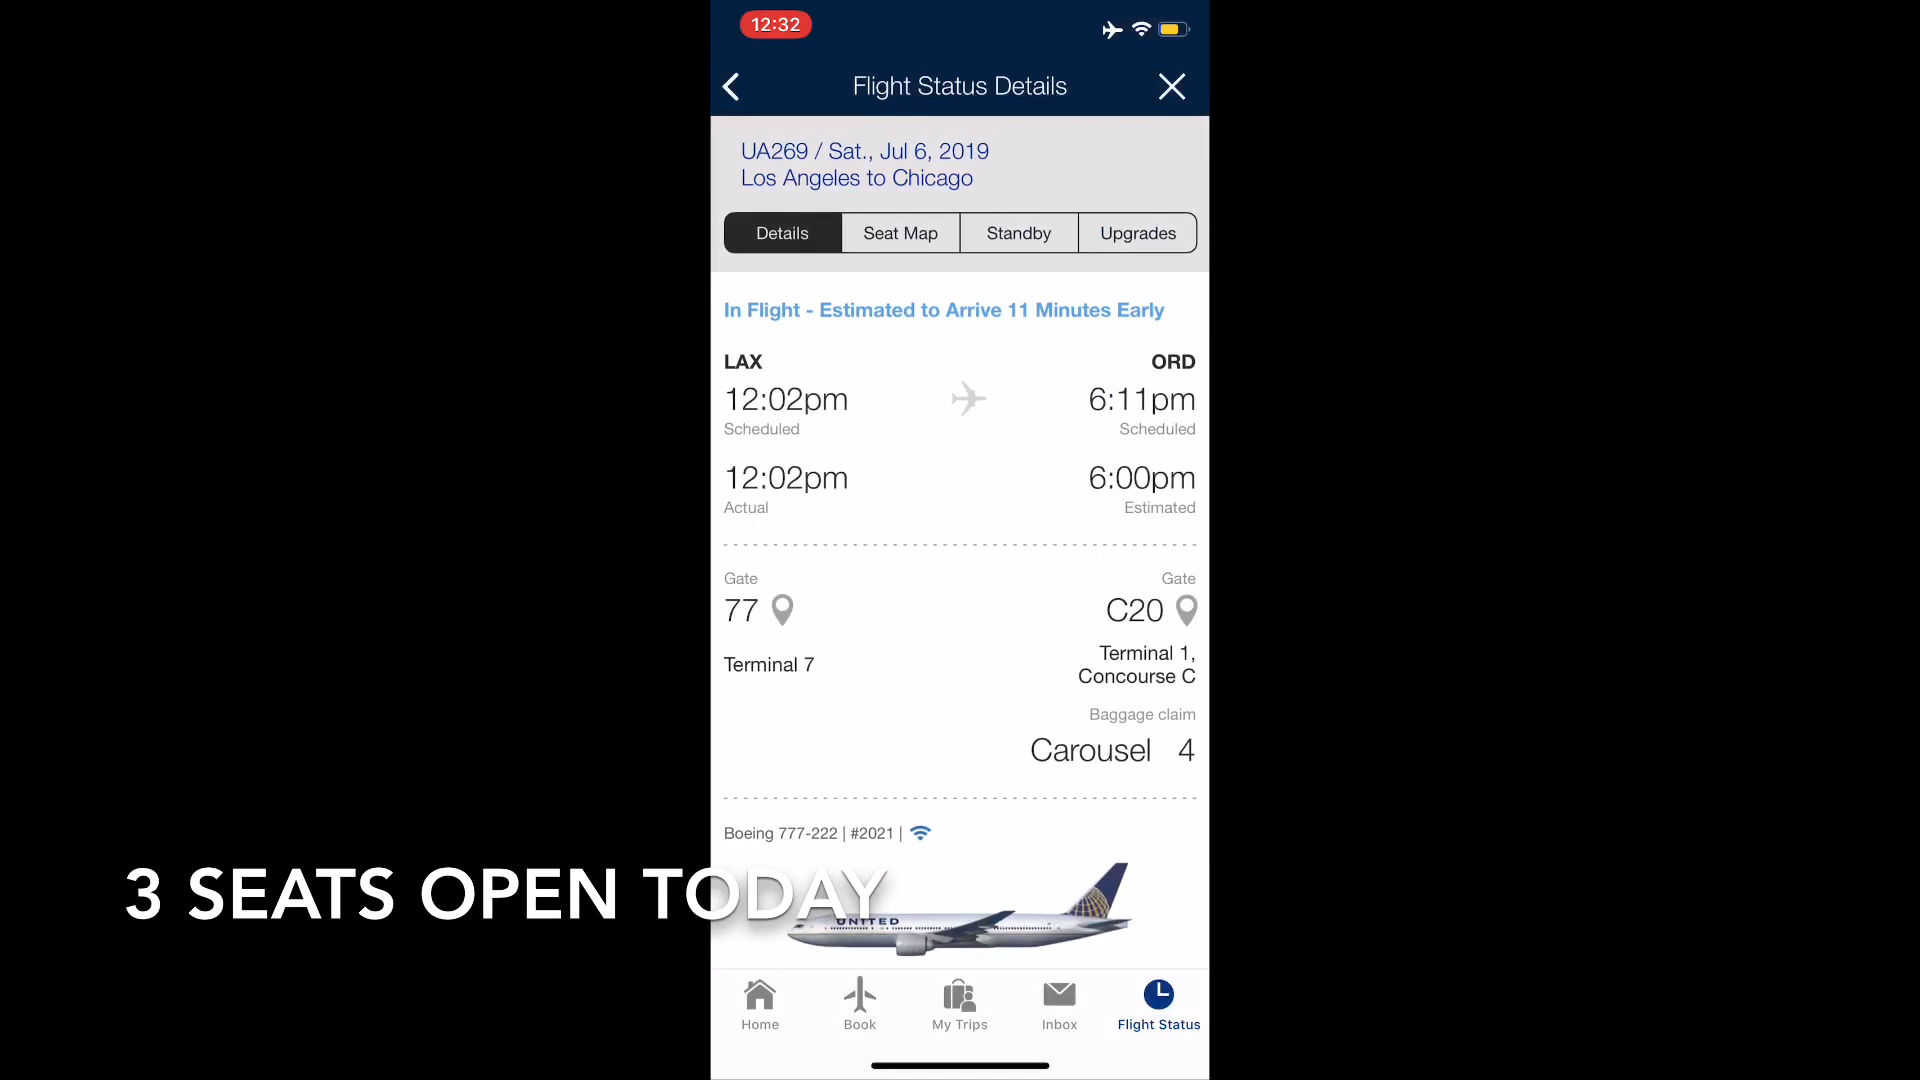 12:32
Flight Status Details
UA269 / Sat., Jul 6, 2019
Los Angeles to Chicago
Details
Seat Map
Standby
Upgrades
In Flight - Estimated to Arrive 11 Minutes Early
LAX
ORD
12:02pm
6:11pm
Scheduled
Scheduled
12:02pm
6:00pm
Actual
Estimated
Gate
Gate
77
C20
Terminal 7
Terminal 1,
Concourse C
Baggage claim
Carousel 4
Boeing 777-222 | #2021 |
3 SEATS OPEN TODAY
UNITED
Home
Book
My Trips
Inbox
Flight Status